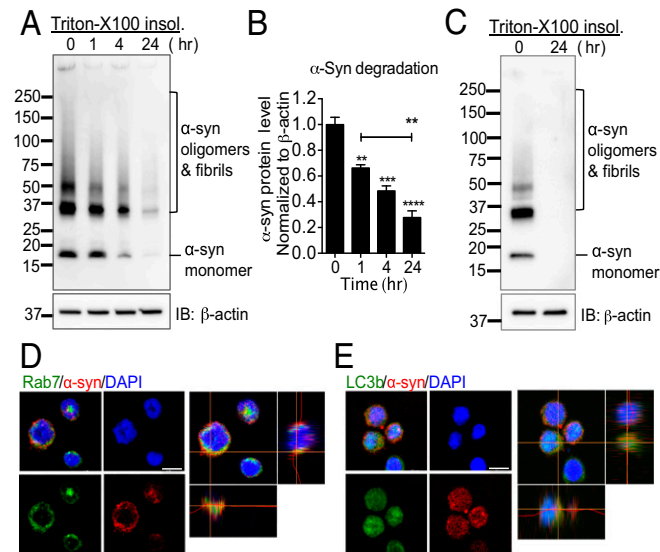 A
Triton-X100 insol.
0 1 4 24 ( hr)
250
150
100
75
50
37
25
20
15
α-syn
oligomers
& fibrils
α-syn
monomer
37
IB: β-actin
B
α-Syn degradation
α-syn protein level
Normalized to β-actin
1.2
1.0
0.8
0.6
0.4
0.2
0.0
**
**
***
****
0 1 4 24
Time (hr)
C
Triton-X100 insol.
0 24 ( hr)
250
150
100
75
50
37
25
20
15
α-syn
oligomers
& fibrils
α-syn
monomer
37
IB: β-actin
D
Rab7/α-syn/DAPI
E
LC3b/α-syn/DAPI